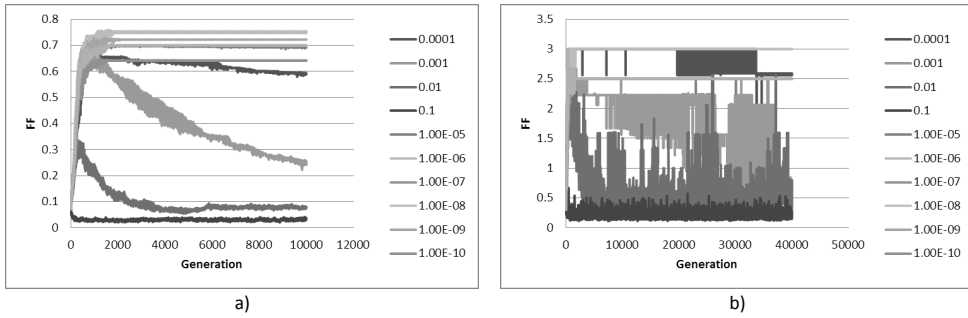 0.8
0.7
0.6
0.5
0.4
0.3
0.2
0.1
0
FF
0 2000 4000 6000 8000 10000 12000
Generation
0.0001
0.001
0.01
0.1
1.00E-05
1.00E-06
1.00E-07
1.00E-08
1.00E-09
1.00E-10
a)
3.5
3
2.5
2
1.5
1
0.5
0
FF
0 10000 20000 30000 40000 50000
Generation
0.0001
0.001
0.01
0.1
1.00E-05
1.00E-06
1.00E-07
1.00E-08
1.00E-09
1.00E-10
b)